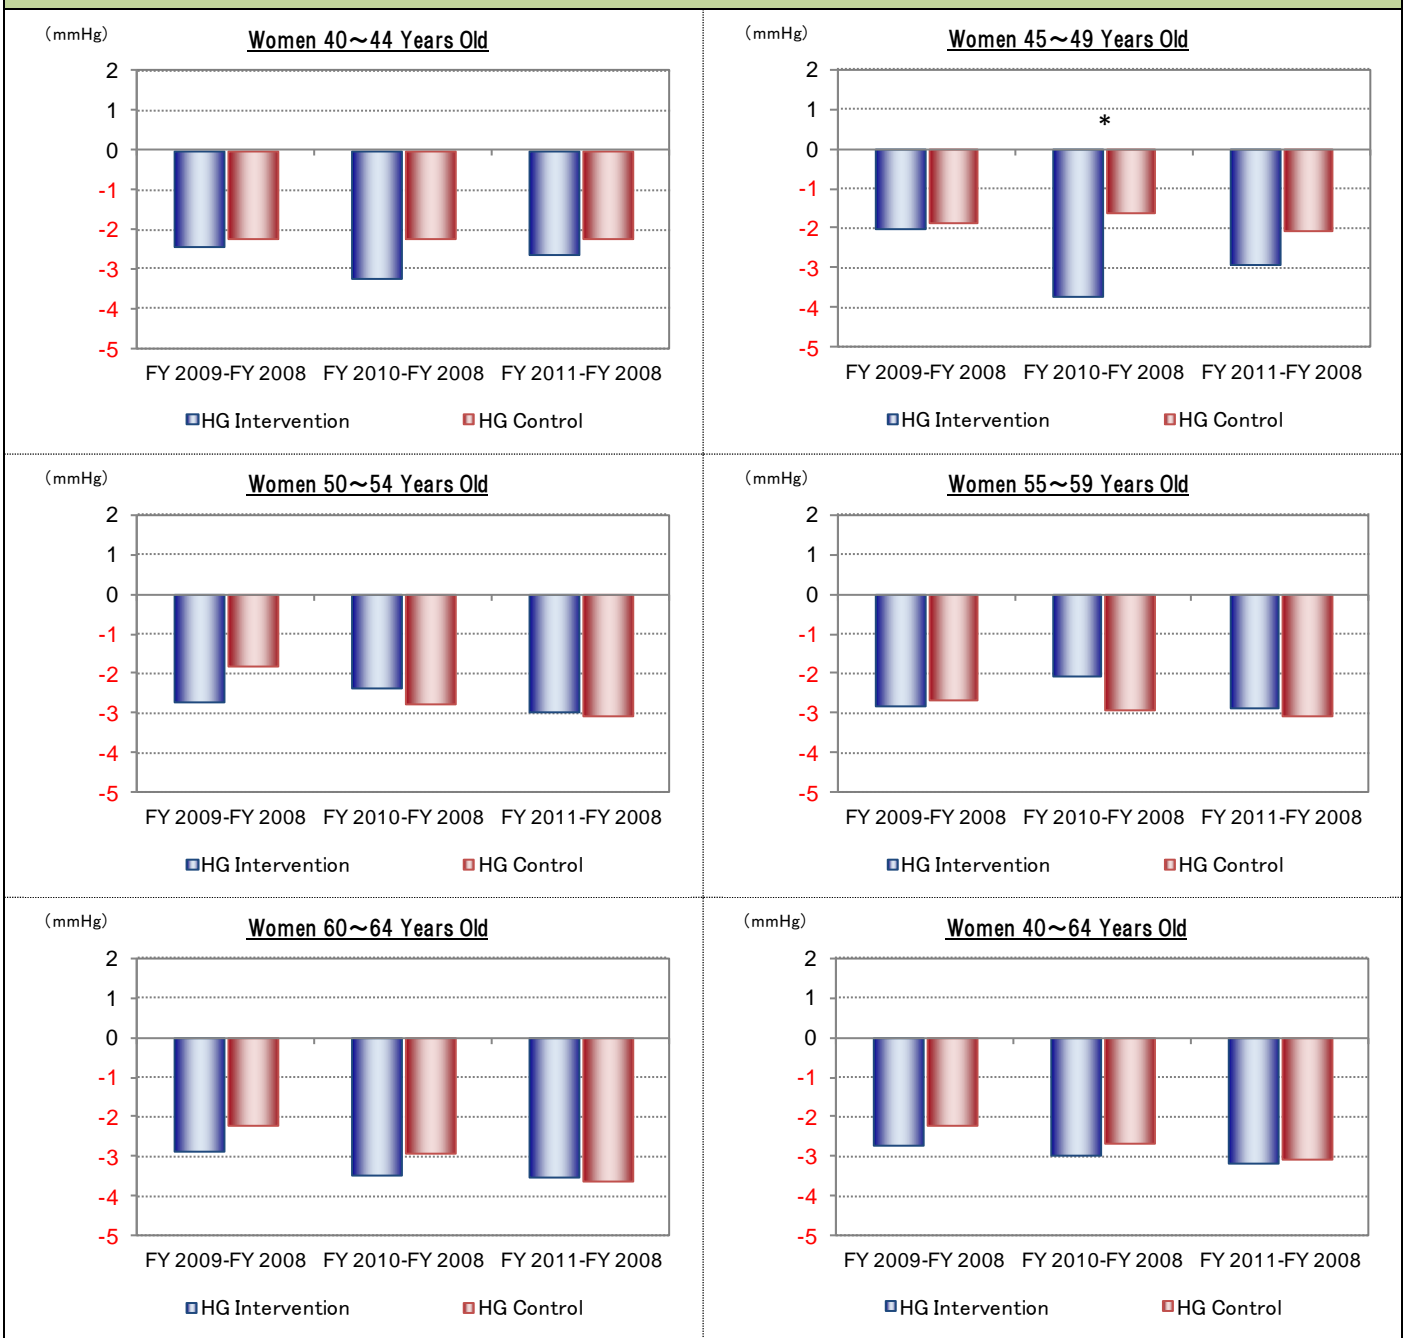 （mmHg）
Women 40～44 Years Old
2
1
0
-1
-2
-3
-4
-5
FY 2009-FY 2008 FY 2010-FY 2008 FY 2011-FY 2008
HG Intervention HG Control
（mmHg）
Women 45～49 Years Old
2
1
*
0
-1
-2
-3
-4
-5
FY 2009-FY 2008 FY 2010-FY 2008 FY 2011-FY 2008
HG Intervention HG Control
（mmHg）
Women 50～54 Years Old
2
1
0
-1
-2
-3
-4
-5
FY 2009-FY 2008 FY 2010-FY 2008 FY 2011-FY 2008
HG Intervention HG Control
（mmHg）
Women 55～59 Years Old
2
1
0
-1
-2
-3
-4
-5
FY 2009-FY 2008 FY 2010-FY 2008 FY 2011-FY 2008
HG Intervention HG Control
（mmHg）
Women 60～64 Years Old
2
1
0
-1
-2
-3
-4
-5
FY 2009-FY 2008 FY 2010-FY 2008 FY 2011-FY 2008
HG Intervention HG Control
（mmHg）
Women 40～64 Years Old
2
1
0
-1
-2
-3
-4
-5
FY 2009-FY 2008 FY 2010-FY 2008 FY 2011-FY 2008
HG Intervention HG Control